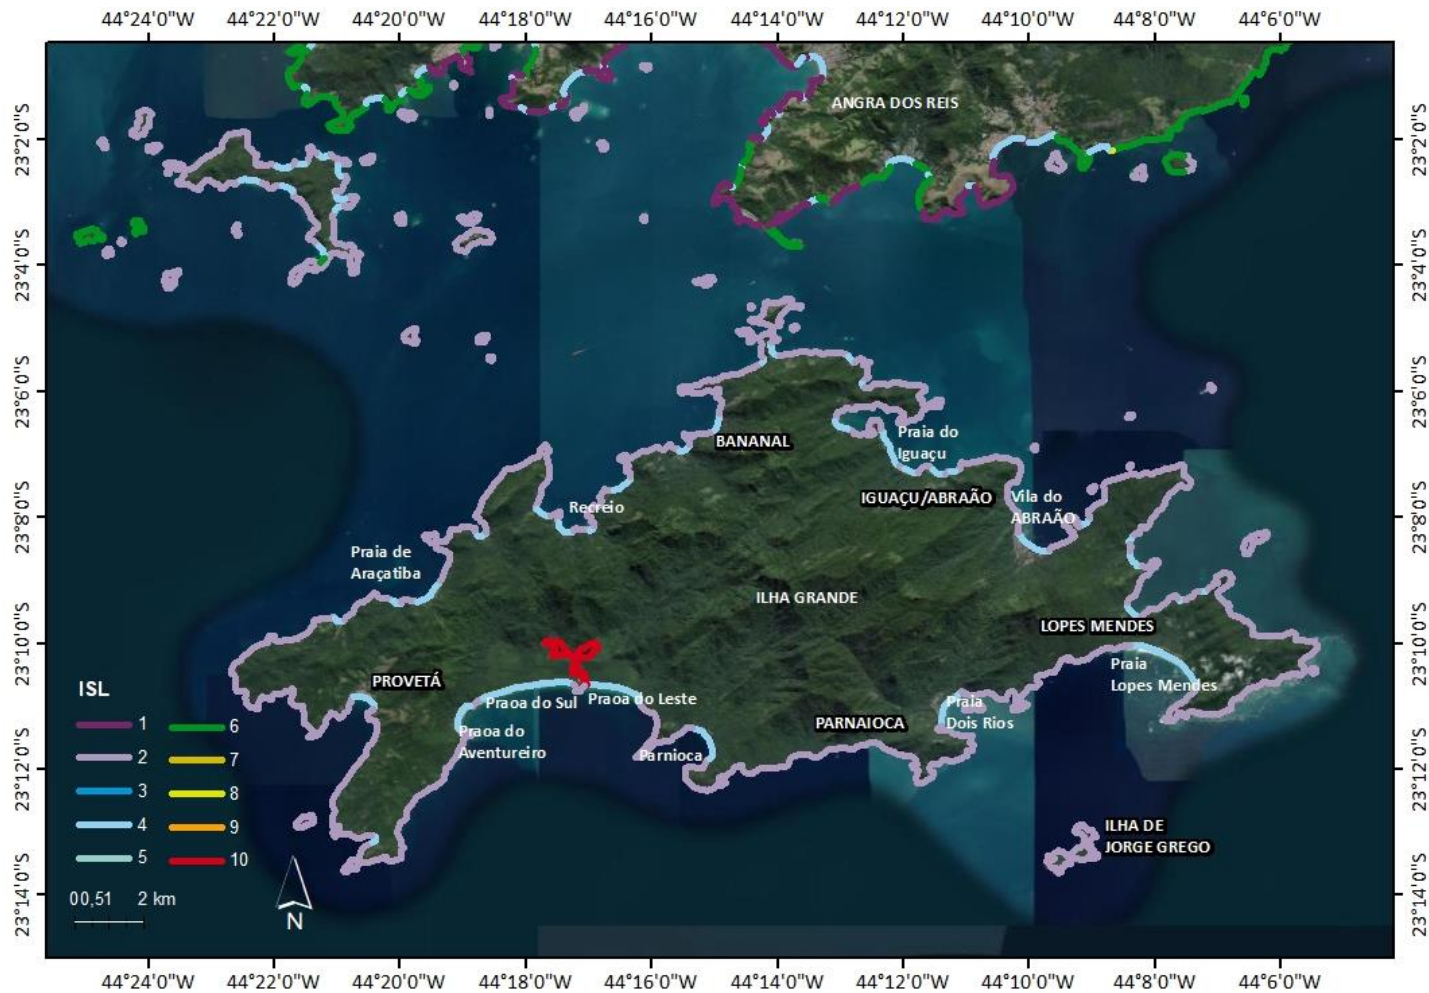 44°24'0"W 44°22'0"W 44°20'0"W 44°18'0"W 44°16'0"W 44°14'0"W 44°12'0"W 44°10'0"W 44°8'0"W 44°6'0"W
23°2'0"S
23°4'0"S
23°6'0"S
23°8'0"S
23°10'0"S
23°12'0"S
23°14'0"S
ANGRA DOS REIS
BANANAL
Praia do
Iguaçu
IGUAÇU/ABRAÃO
Vila do
ABRAÃO
Recreio
Praia de
Araçatiba
ILHA GRANDE
LOPES MENDES
Praia
Lopes Mendes
PROVETÁ
Praoa do Sul
Praoa do Leste
Praoa do
Aventureiro
Parnioca
PARNAIOCA
Praia
Dois Rios
ILHA DE
JORGE GREGO
ISL
1
2
3
4
5
6
7
8
9
10
00,51 2 km
N
23°2'0"S
23°4'0"S
23°6'0"S
23°8'0"S
23°10'0"S
23°12'0"S
23°14'0"S
44°24'0"W 44°22'0"W 44°20'0"W 44°18'0"W 44°16'0"W 44°14'0"W 44°12'0"W 44°10'0"W 44°8'0"W 44°6'0"W